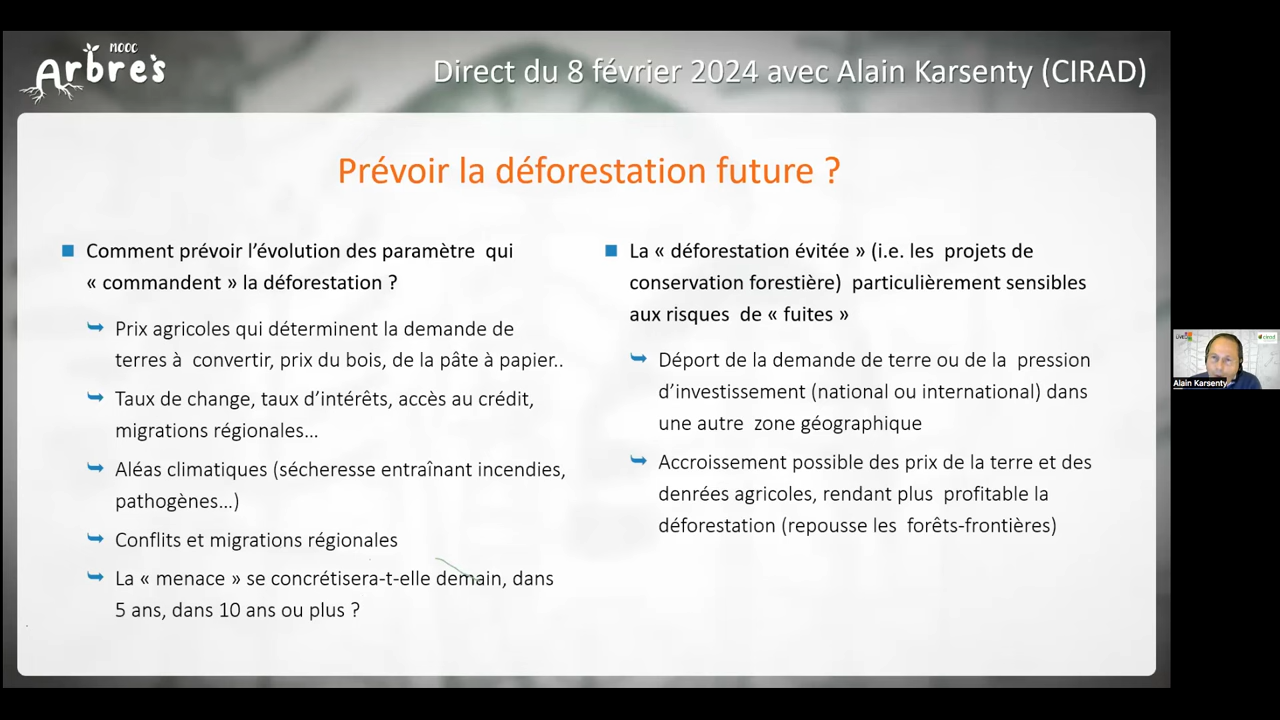 MOOC
Arbre's
Direct du 8 février 2024 avec Alain Karsenty (CIRAD)
Prévoir la déforestation future ?
Comment prévoir l'évolution des paramètre qui
« commandent » la déforestation ?
Prix agricoles qui déterminent la demande de
terres à convertir, prix du bois, de la pâte à papier..
Taux de change, taux d'intérêts, accès au crédit,
migrations régionales...
Aléas climatiques (sécheresse entraînant incendies,
pathogènes...)
Conflits et migrations régionales
La « menace » se concrétisera-t-elle demain, dans
5 ans, dans 10 ans ou plus ?
La « déforestation évitée » (i.e. les projets de
conservation forestière) particulièrement sensibles
aux risques de « fuites »
Déport de la demande de terre ou de la pression
d'investissement (national ou international) dans
une autre zone géographique
Accroissement possible des prix de la terre et des
denrées agricoles, rendant plus profitable la
déforestation (repousse les forêts-frontières)
cirad
Alain Karsenty